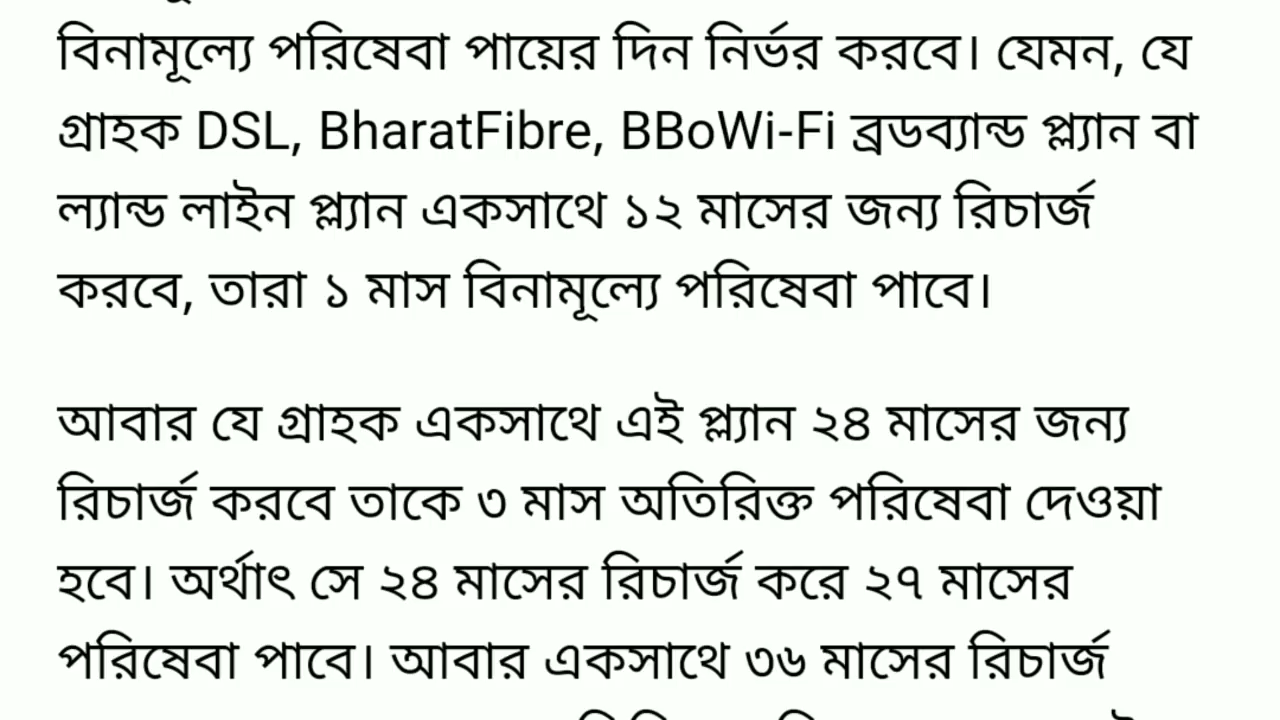 বিনামূল্যে পরিষেবা পায়ের দিন নির্ভর করবে। যেমন, যে
গ্রাহক DSL, BharatFibre, BBoWi-Fi ব্রডব্যান্ড প্ল্যান বা
ল্যান্ড লাইন প্ল্যান একসাথে ১২ মাসের জন্য রিচার্জ
করবে, তারা ১ মাস বিনামূল্যে পরিষেবা পাবে।
আবার যে গ্রাহক একসাথে এই প্ল্যান ২৪ মাসের জন্য
রিচার্জ করবে তাকে ৩ মাস অতিরিক্ত পরিষেবা দেওয়া
হবে। অর্থাৎ সে ২৪ মাসের রিচার্জ করে ২৭ মাসের
পরিষেবা পাবে। আবার একসাথে ৩৬ মাসের রিচার্জ